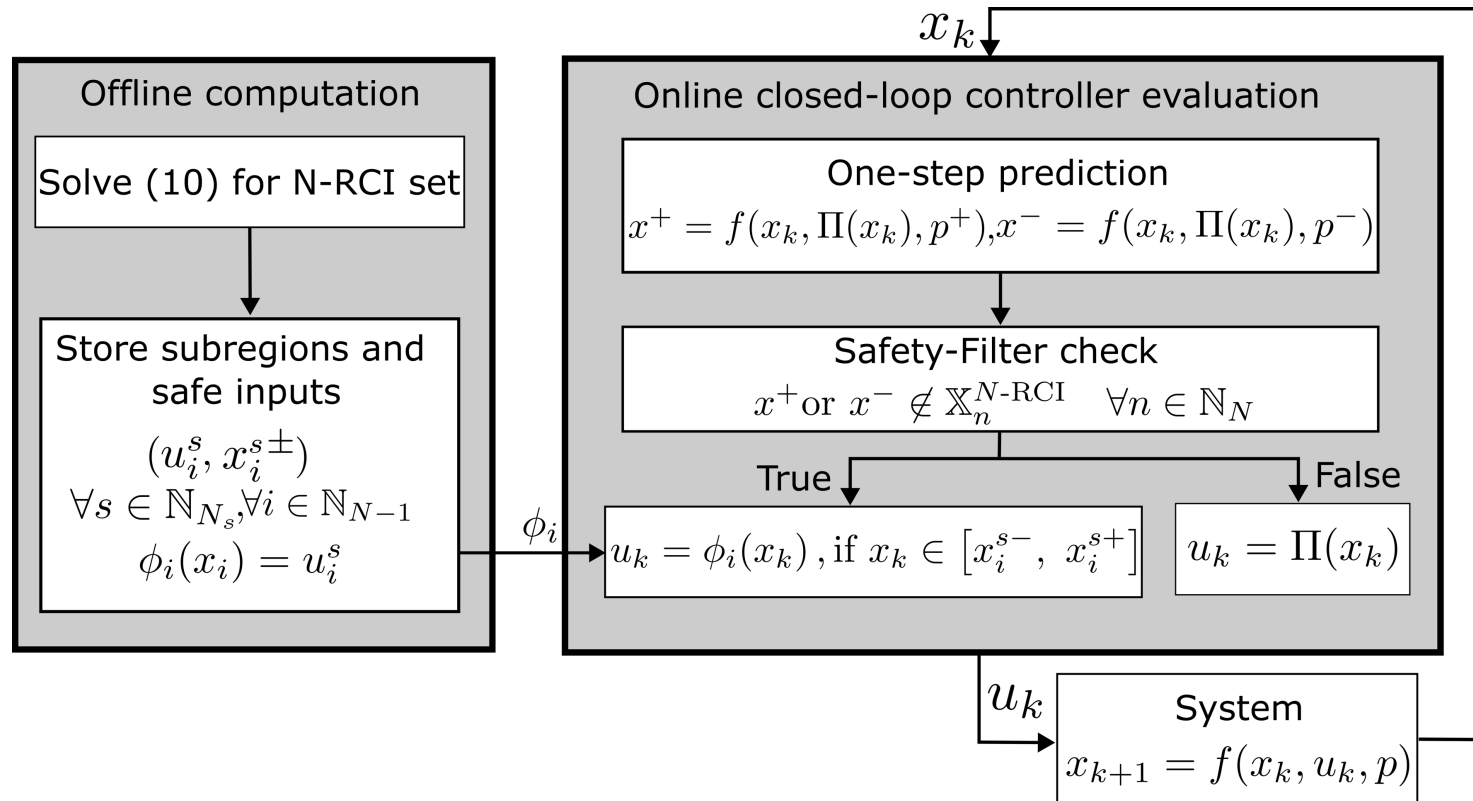 x_k
Offline computation
Solve (10) for N-RCI set
Store subregions and
safe inputs
(u_i^s, x_i^{s±})
∀s ∈ ℕ_{N_s},∀i ∈ ℕ_{N−1}
ϕ_i(x_i) = u_i^s
ϕ_i
Online closed-loop controller evaluation
One-step prediction
x^+ = f(x_k, Π(x_k), p^+),x^− = f(x_k, Π(x_k), p^−)
Safety-Filter check
x^+ or x^− ∉ 𝕏_n^{N-RCI} ∀n ∈ ℕ_N
True
False
u_k = ϕ_i(x_k) ,if x_k ∈ [x_i^{s−}, x_i^{s+}]
u_k = Π(x_k)
u_k
System
x_{k+1} = f(x_k, u_k, p)